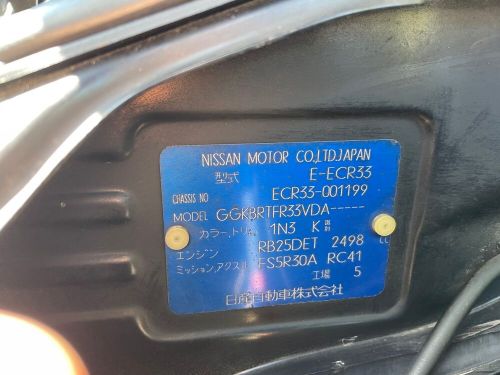 NISSAN MOTOR CO.,LTD.JAPAN
型式 E-ECR33
CHASSIS NO ECR33-001199
MODEL GGKBRTFR33VDA-----
カラー,トリム 1N3 K 識別
エンジン RB25DET 2498 cc
ミッション,アクスル FS5R30A RC41
工場 5
日産自動車株式会社